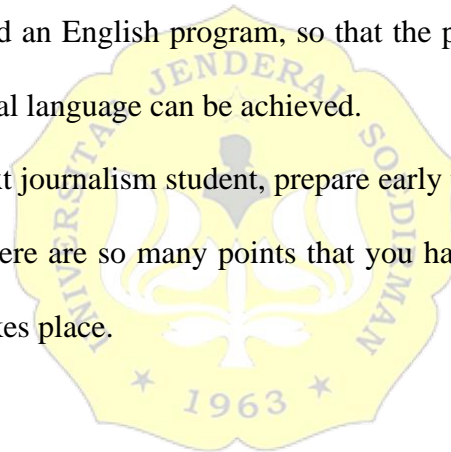 d an English program, so that the p
al language can be achieved.
t journalism student, prepare early
ere are so many points that you ha
kes place.
UNIVERSITAS JENDERAL SOEDIRMAN
★ 1963 ★